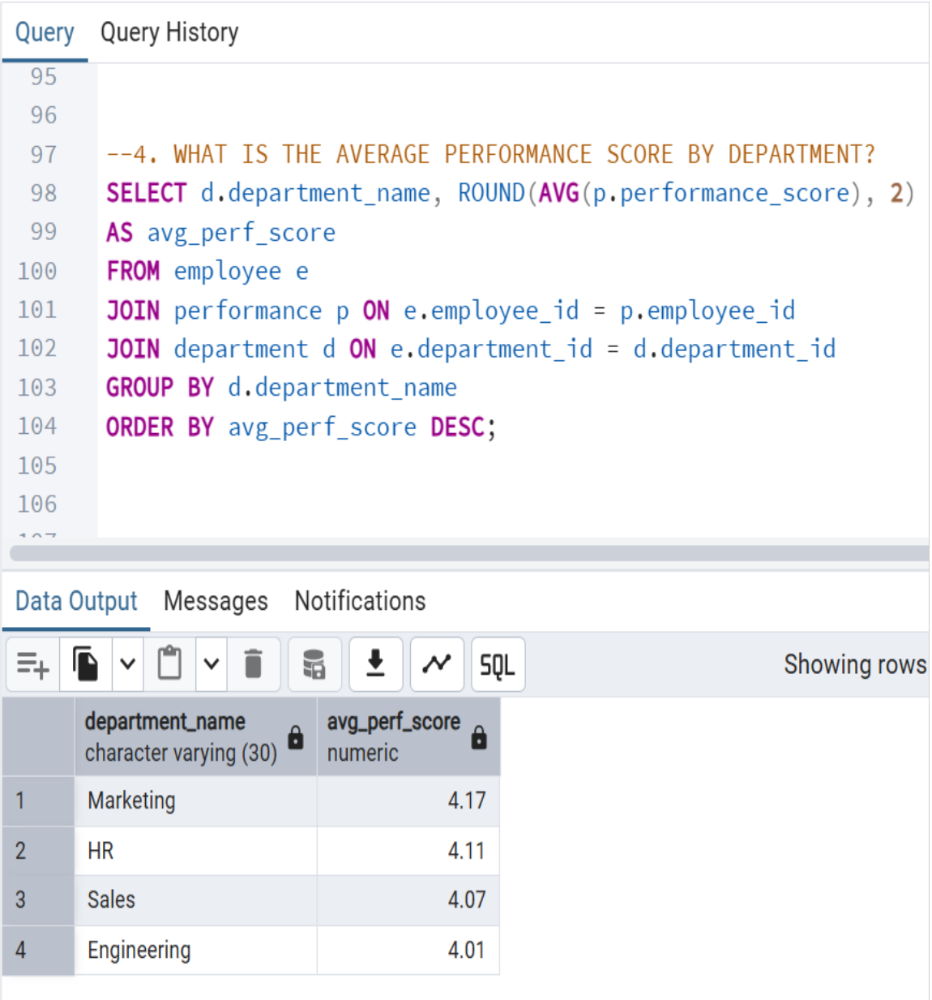 Query Query History
95
96
97 --4. WHAT IS THE AVERAGE PERFORMANCE SCORE BY DEPARTMENT?
98 SELECT d.department_name, ROUND(AVG(p.performance_score), 2)
99 AS avg_perf_score
100 FROM employee e
101 JOIN performance p ON e.employee_id = p.employee_id
102 JOIN department d ON e.department_id = d.department_id
103 GROUP BY d.department_name
104 ORDER BY avg_perf_score DESC;
105
106
107
Data Output Messages Notifications
SQL Showing rows
department_name avg_perf_score
character varying (30) numeric
1 Marketing 4.17
2 HR 4.11
3 Sales 4.07
4 Engineering 4.01